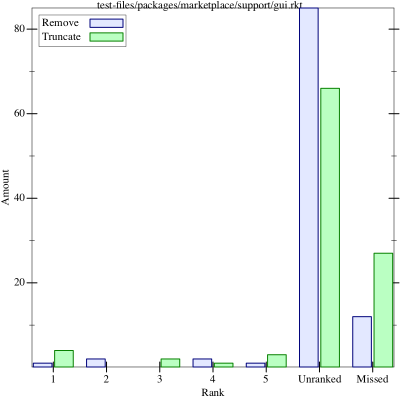 test-files/packages/marketplace/support/gui.rkt
Remove
Truncate
80
60
40
20
Amount
1 2 3 4 5 Unranked Missed
Rank